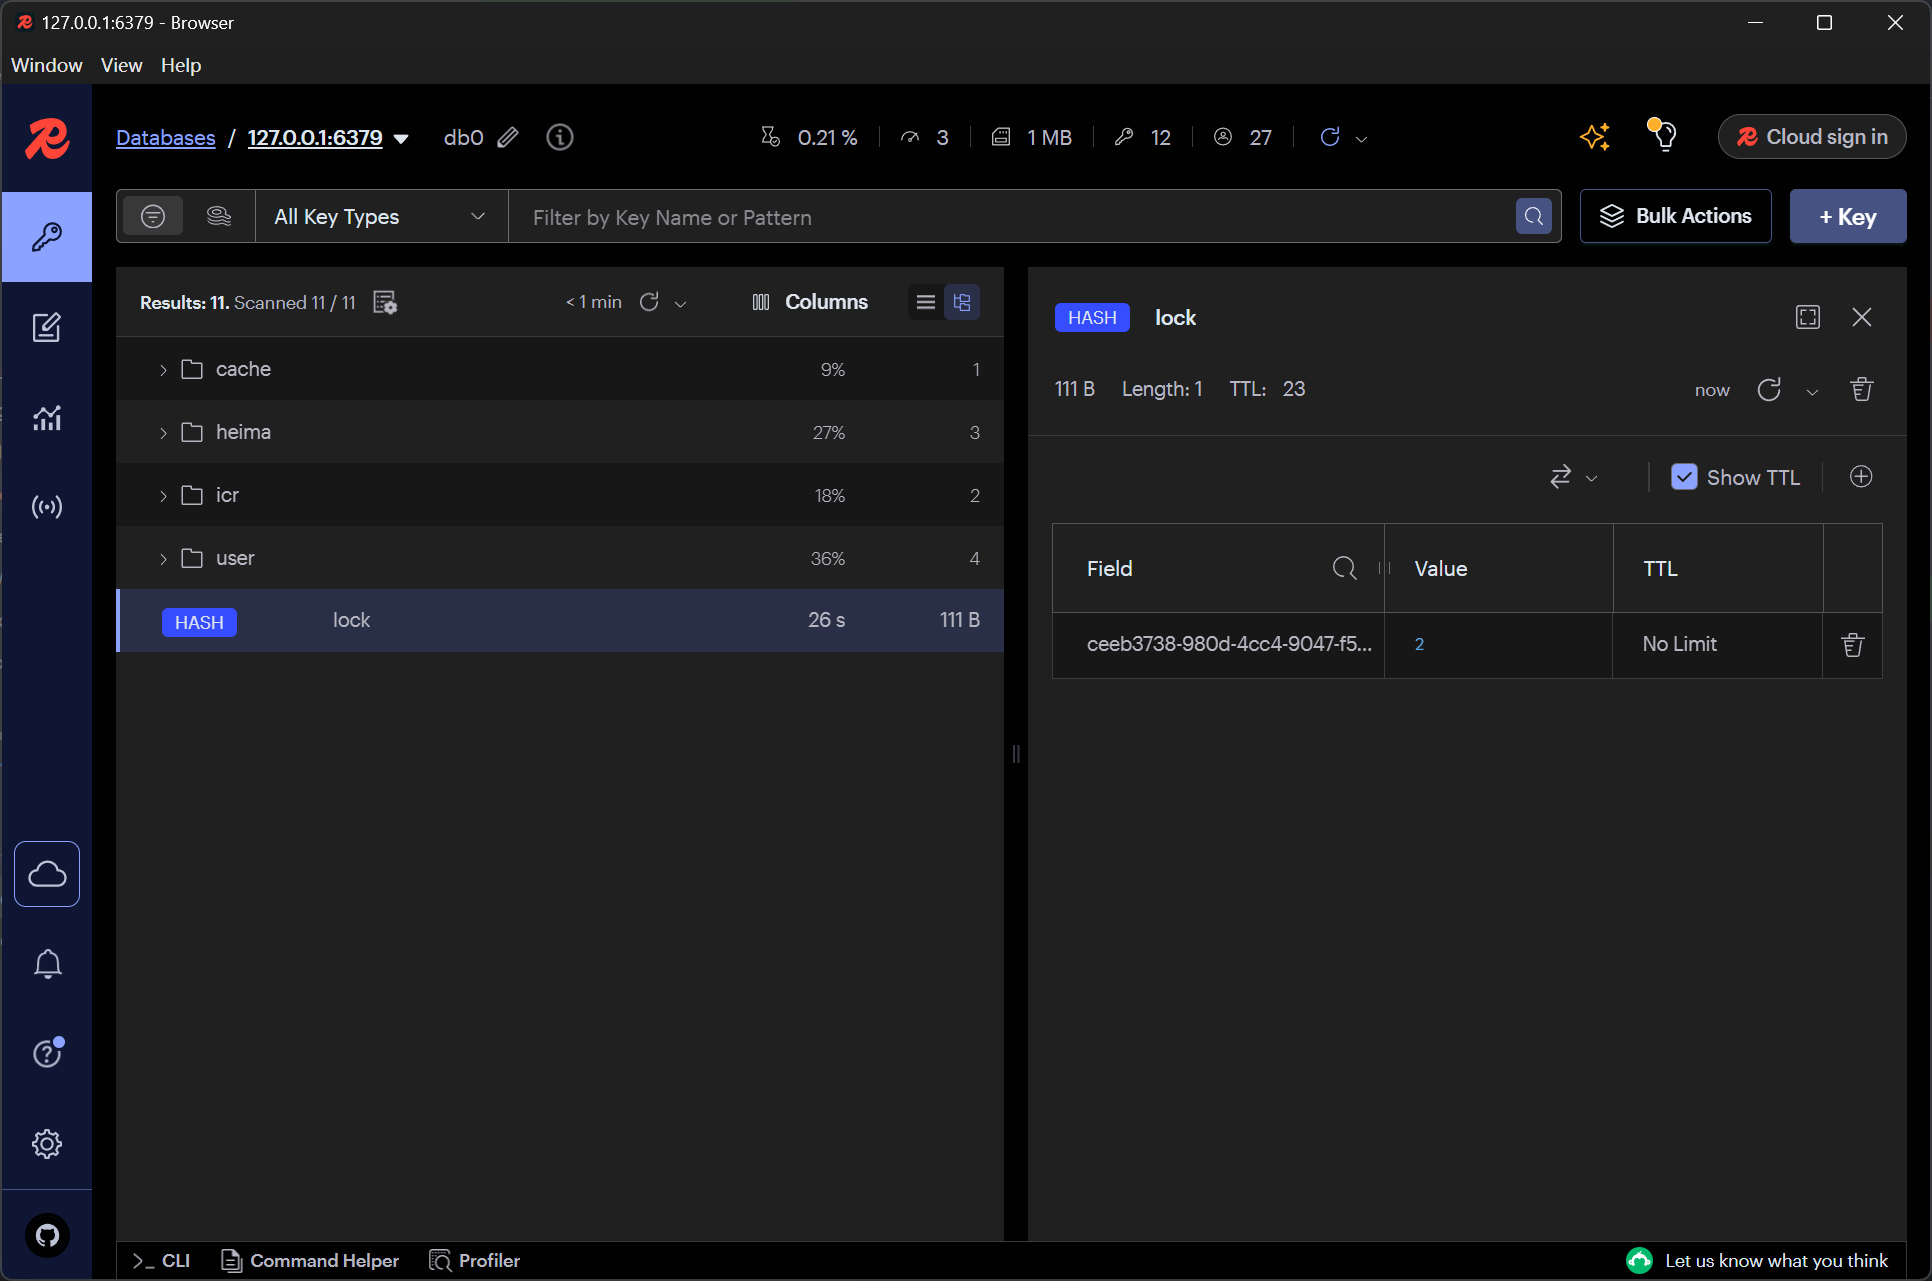 127.0.0.1:6379 - Browser
Window View Help
Databases / 127.0.0.1:6379 db0 0.21 % 3 1 MB 12 27 Cloud sign in
All Key Types Filter by Key Name or Pattern Bulk Actions + Key
Results: 11. Scanned 11 / 11 < 1 min Columns
cache 9% 1
heima 27% 3
icr 18% 2
user 36% 4
HASH lock 26 s 111 B
HASH lock
111 B Length: 1 TTL: 23 now
Show TTL
Field Value TTL
ceeb3738-980d-4cc4-9047-f5... 2 No Limit
>_ CLI Command Helper Profiler Let us know what you think